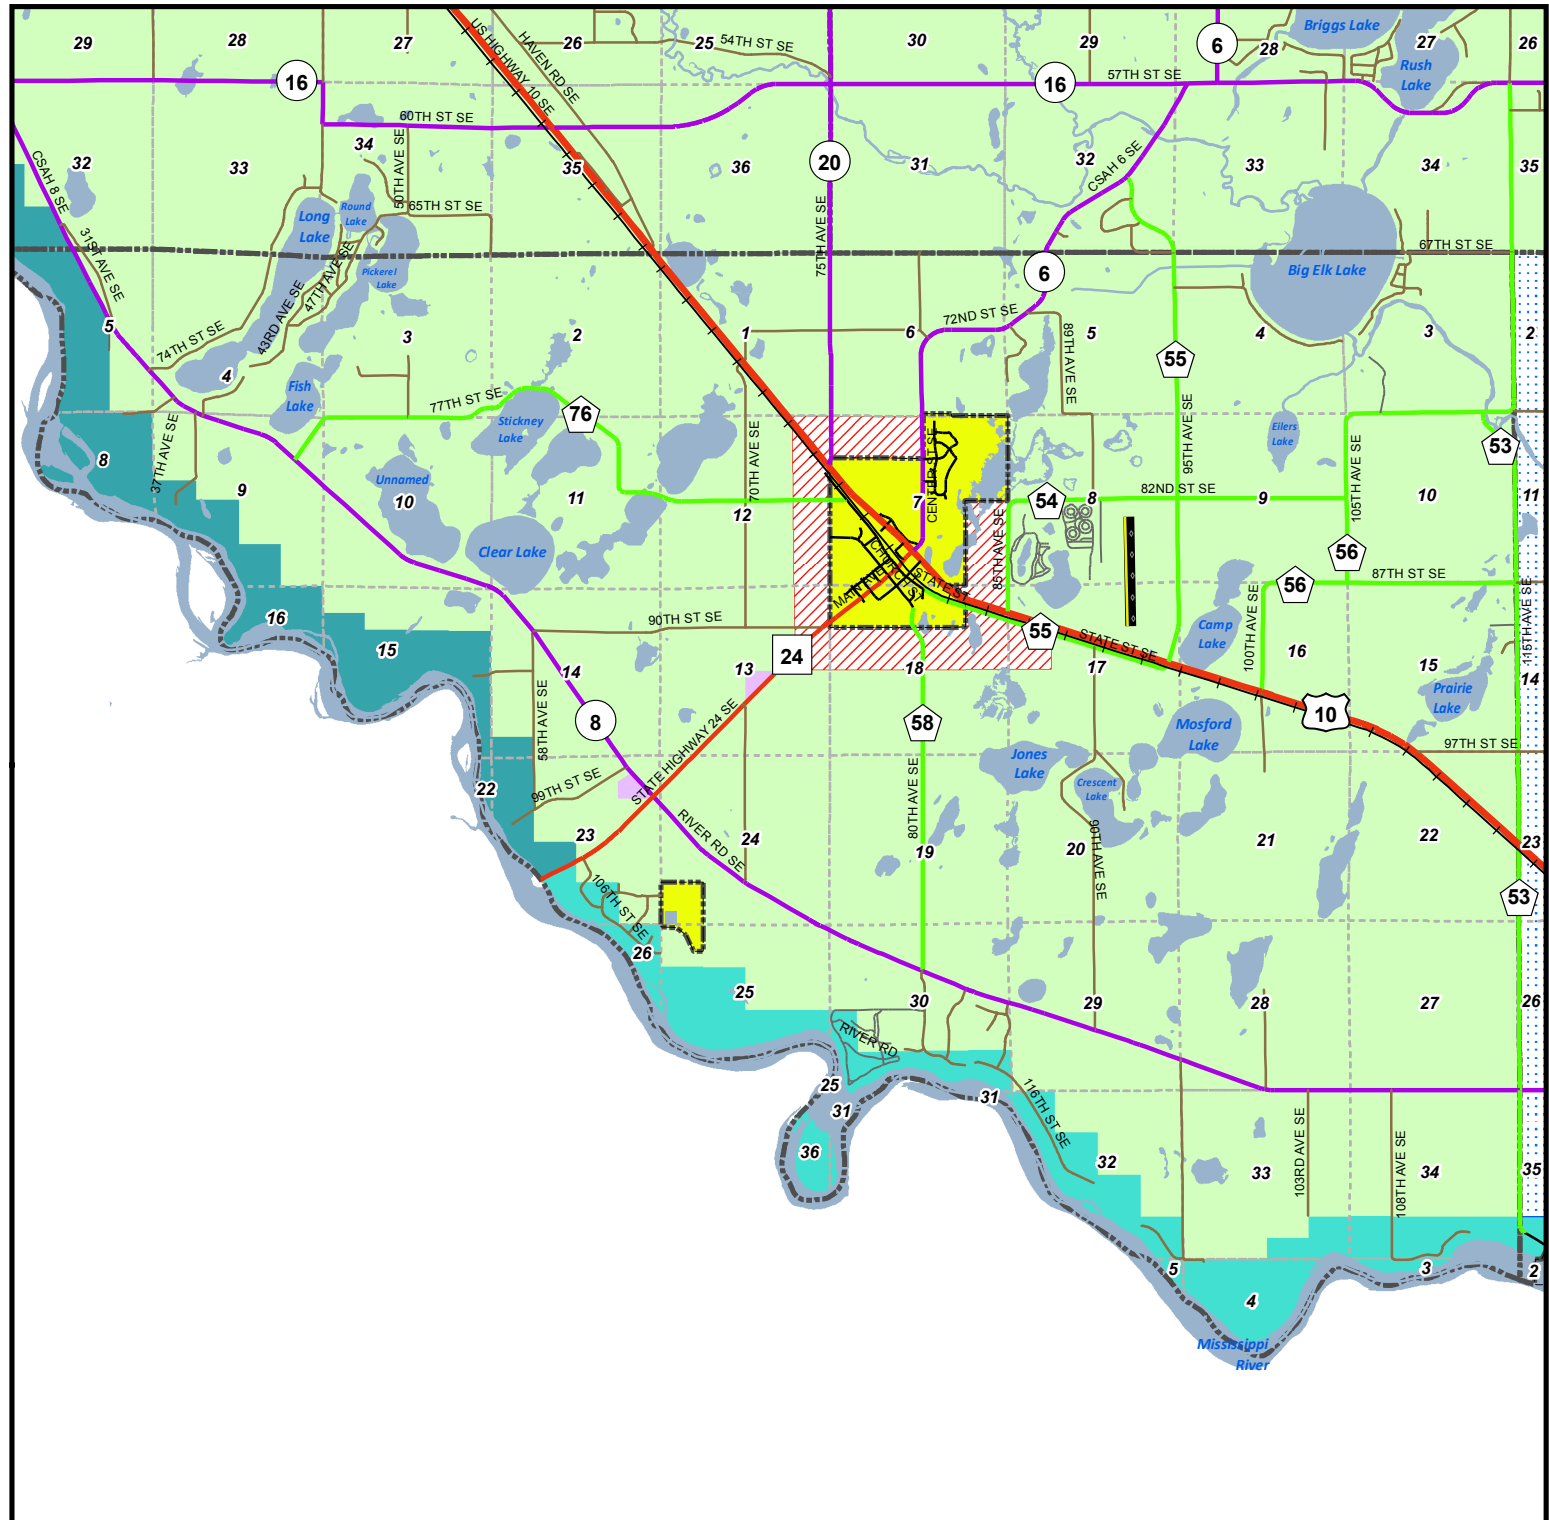 29
28
27
26
25
30
29
28
27
26
Briggs Lake
Rush
Lake
US HIGHWAY 10 SE
HAVEN RD SE
54TH ST SE
57TH ST SE
16
16
6
60TH ST SE
CSAH 8 SE
32
33
34
35
36
20
31
32
33
34
35
CSAH 6 SE
50TH AVE SE
65TH ST SE
Long
Lake
Round
Lake
Pickerel
Lake
31ST AVE SE
47TH AVE SE
43RD AVE SE
75TH AVE SE
67TH ST SE
6
Big Elk Lake
5
74TH ST SE
4
3
2
1
6
72ND ST SE
89TH AVE SE
5
4
3
2
55
Fish
Lake
77TH ST SE
76
Stickney
Lake
Eilers
Lake
53
8
37TH AVE SE
9
Unnamed
10
11
70TH AVE SE
12
CENTER ST SE
7
54
8
82ND ST SE
95TH AVE SE
9
105TH AVE SE
10
11
Clear Lake
85TH AVE SE
56
87TH ST SE
56
CHURCH ST
MAIN AVE
STATE ST
16
15
90TH ST SE
55
STATE ST SE
Camp
Lake
100TH AVE SE
16
15
115TH AVE SE
14
14
13
24
18
17
Prairie
Lake
58TH AVE SE
8
STATE HIGHWAY 24 SE
58
10
Mosford
Lake
Jones
Lake
Crescent
Lake
97TH ST SE
22
99TH ST SE
23
RIVER RD SE
24
80TH AVE SE
19
20
90TH AVE SE
21
22
23
53
106TH ST SE
26
25
30
29
28
27
26
RIVER RD
25
31
31
116TH ST SE
36
32
33
103RD AVE SE
108TH AVE SE
34
35
5
4
3
2
Mississippi
River